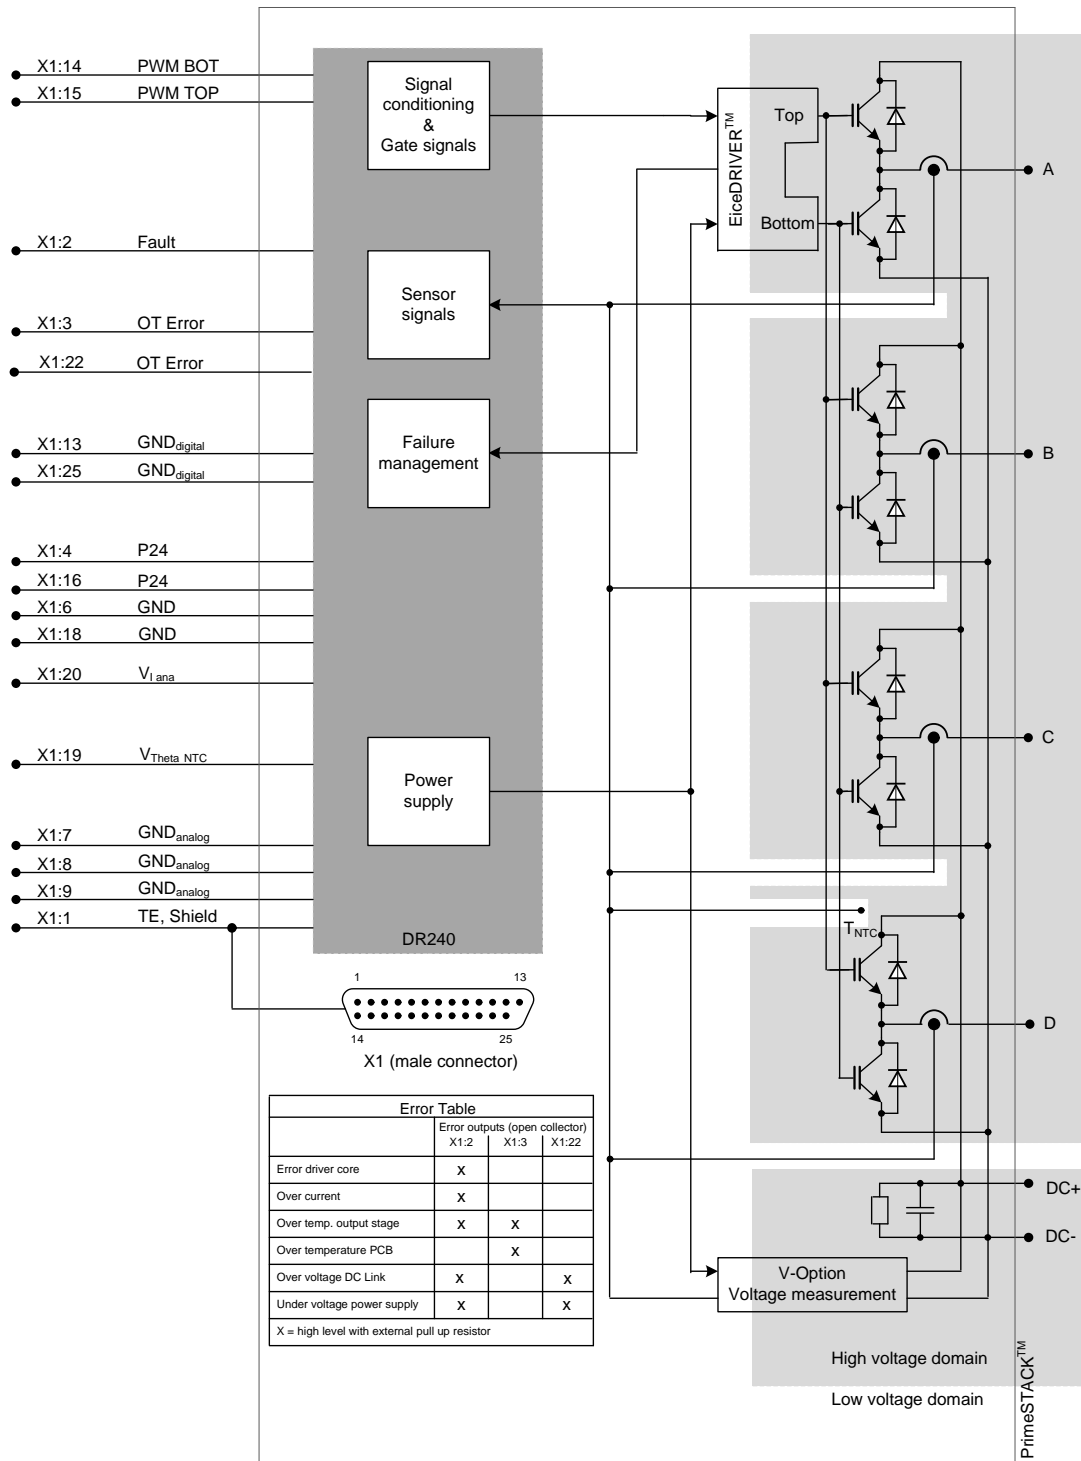 X1:14 PWM BOT
X1:15 PWM TOP
X1:2 Fault
X1:3 OT Error
X1:22 OT Error
X1:13 GNDdigital
X1:25 GNDdigital
X1:4 P24
X1:16 P24
X1:6 GND
X1:18 GND
X1:20 VI ana
X1:19 VTheta NTC
X1:7 GNDanalog
X1:8 GNDanalog
X1:9 GNDanalog
X1:1 TE, Shield
Signal
conditioning
&
Gate signals
Sensor
signals
Failure
management
Power
supply
DR240
EiceDRIVER™
Top
Bottom
A
B
C
TNTC
D
DC+
DC-
V-Option
Voltage measurement
High voltage domain
Low voltage domain
PrimeSTACK™
1 13
14 25
X1 (male connector)
Error Table
Error outputs (open collector)
X1:2 X1:3 X1:22
Error driver core x
Over current x
Over temp. output stage x x
Over temperature PCB x
Over voltage DC Link x x
Under voltage power supply x x
X = high level with external pull up resistor